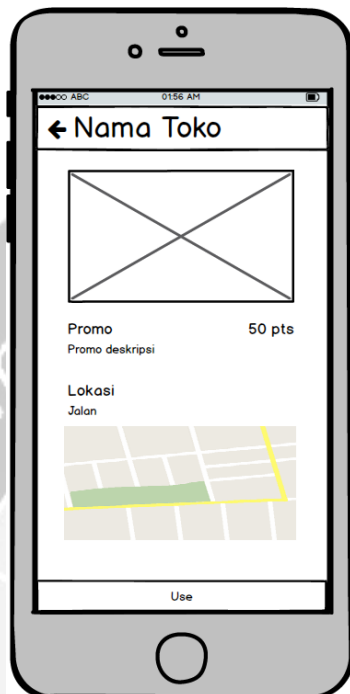 ABC 01:56 AM
Nama Toko
Promo 50 pts
Promo deskripsi
Lokasi
Jalan
Use